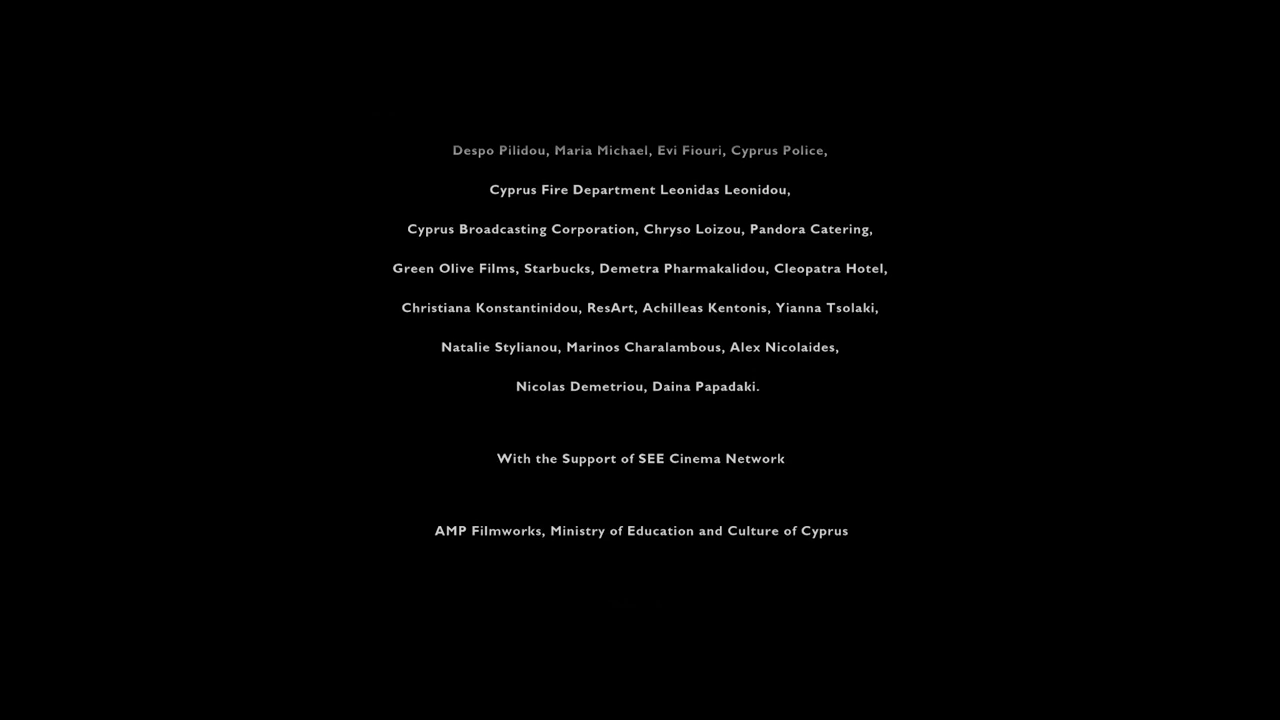 Despo Pilidou, Maria Michael, Evi Fiouri, Cyprus Police,
Cyprus Fire Department Leonidas Leonidou,
Cyprus Broadcasting Corporation, Chryso Loizou, Pandora Catering,
Green Olive Films, Starbucks, Demetra Pharmakalidou, Cleopatra Hotel,
Christiana Konstantinidou, ResArt, Achilleas Kentonis, Yianna Tsolaki,
Natalie Stylianou, Marinos Charalambous, Alex Nicolaides,
Nicolas Demetriou, Daina Papadaki.
With the Support of SEE Cinema Network
AMP Filmworks, Ministry of Education and Culture of Cyprus